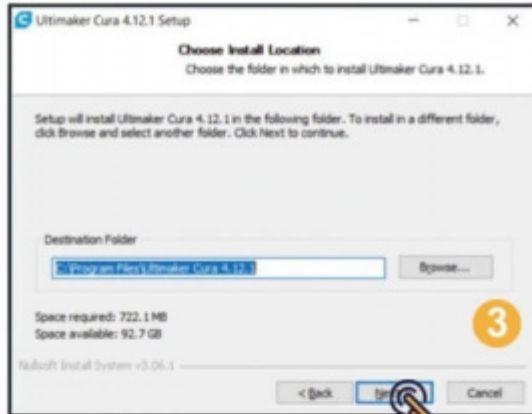 Ultimaker Cura 4.12.1 Setup
Choose Install Location
Choose the folder in which to install Ultimaker Cura 4.12.1.
Setup will install Ultimaker Cura 4.12.1 in the following folder. To install in a different folder,
click Browse and select another folder. Click Next to continue.
Destination Folder
C:\Program Files\Ultimaker Cura 4.12.1
Browse...
Space required: 722.1 MB
Space available: 92.7 GB
3
Nullsoft Install System v3.06.1
< Back
Cancel